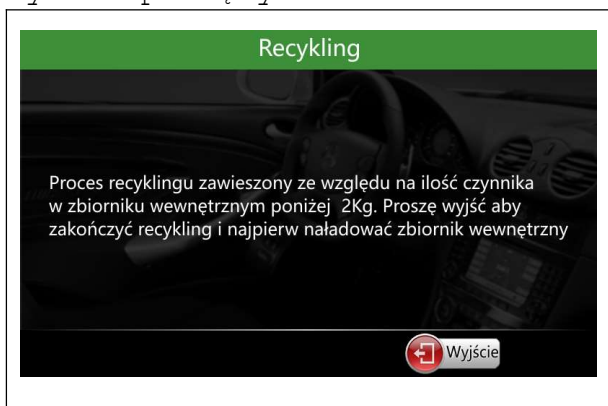 Recykling
Proces recyklingu zawieszony ze względu na ilość czynnika
w zbiorniku wewnętrznym poniżej 2Kg. Proszę wyjść aby
zakończyć recykling i najpierw naładować zbiornik wewnętrzny
Wyjście